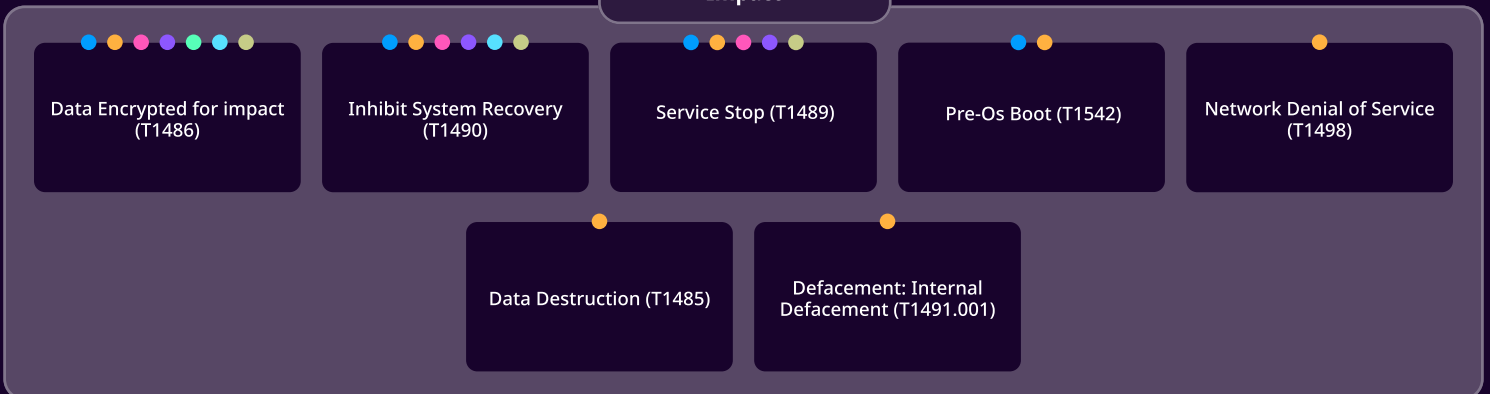 Data Encrypted for impact
(T1486)
Inhibit System Recovery
(T1490)
Service Stop (T1489)
Pre-Os Boot (T1542)
Network Denial of Service
(T1498)
Data Destruction (T1485)
Defacement: Internal
Defacement (T1491.001)